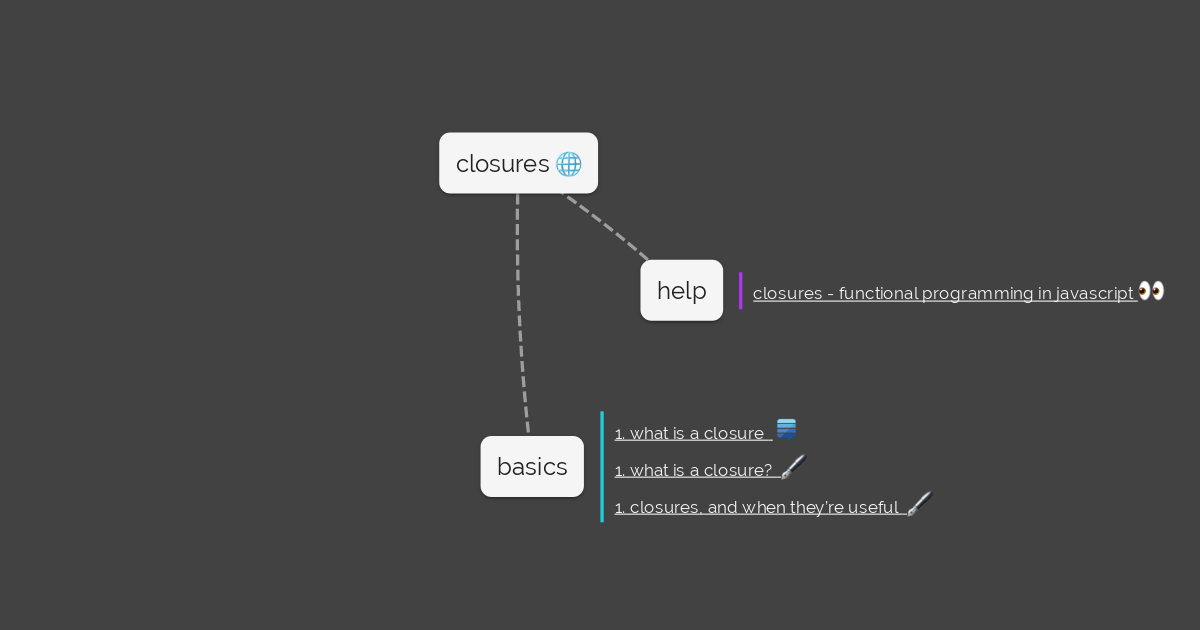 closures
help
closures - functional programming in javascript
basics
1. what is a closure
1. what is a closure?
1. closures, and when they're useful